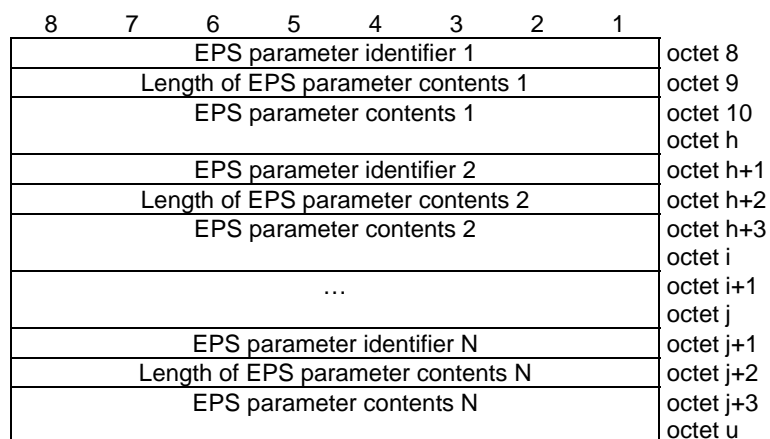 8 7 6 5 4 3 2 1
EPS parameter identifier 1 octet 8
Length of EPS parameter contents 1 octet 9
EPS parameter contents 1 octet 10
octet h
EPS parameter identifier 2 octet h+1
Length of EPS parameter contents 2 octet h+2
EPS parameter contents 2 octet h+3
octet i
… octet i+1
octet j
EPS parameter identifier N octet j+1
Length of EPS parameter contents N octet j+2
EPS parameter contents N octet j+3
octet u